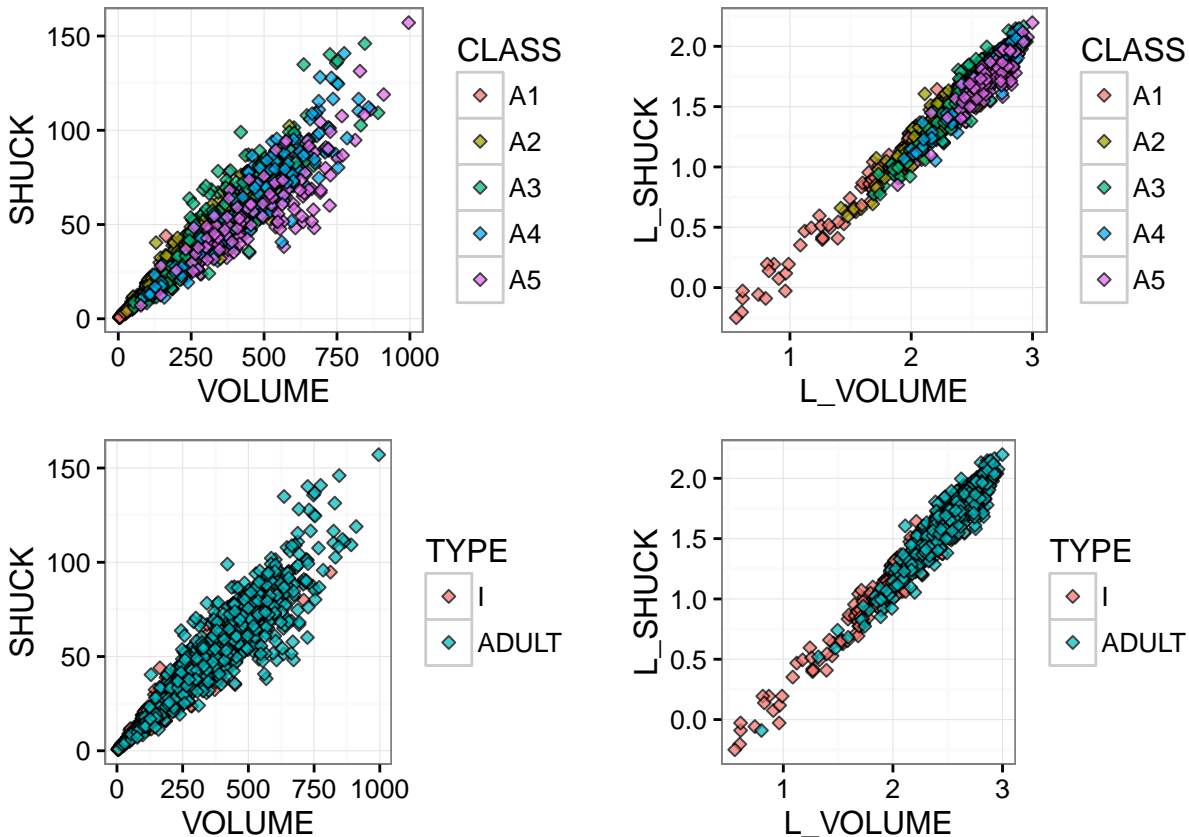 SHUCK
150
100
50
0
0 250 500 750 1000
VOLUME
CLASS
A1
A2
A3
A4
A5
L_SHUCK
2.0
1.5
1.0
0.5
0.0
1 2 3
L_VOLUME
CLASS
A1
A2
A3
A4
A5
SHUCK
150
100
50
0
0 250 500 750 1000
VOLUME
TYPE
I
ADULT
L_SHUCK
2.0
1.5
1.0
0.5
0.0
1 2 3
L_VOLUME
TYPE
I
ADULT